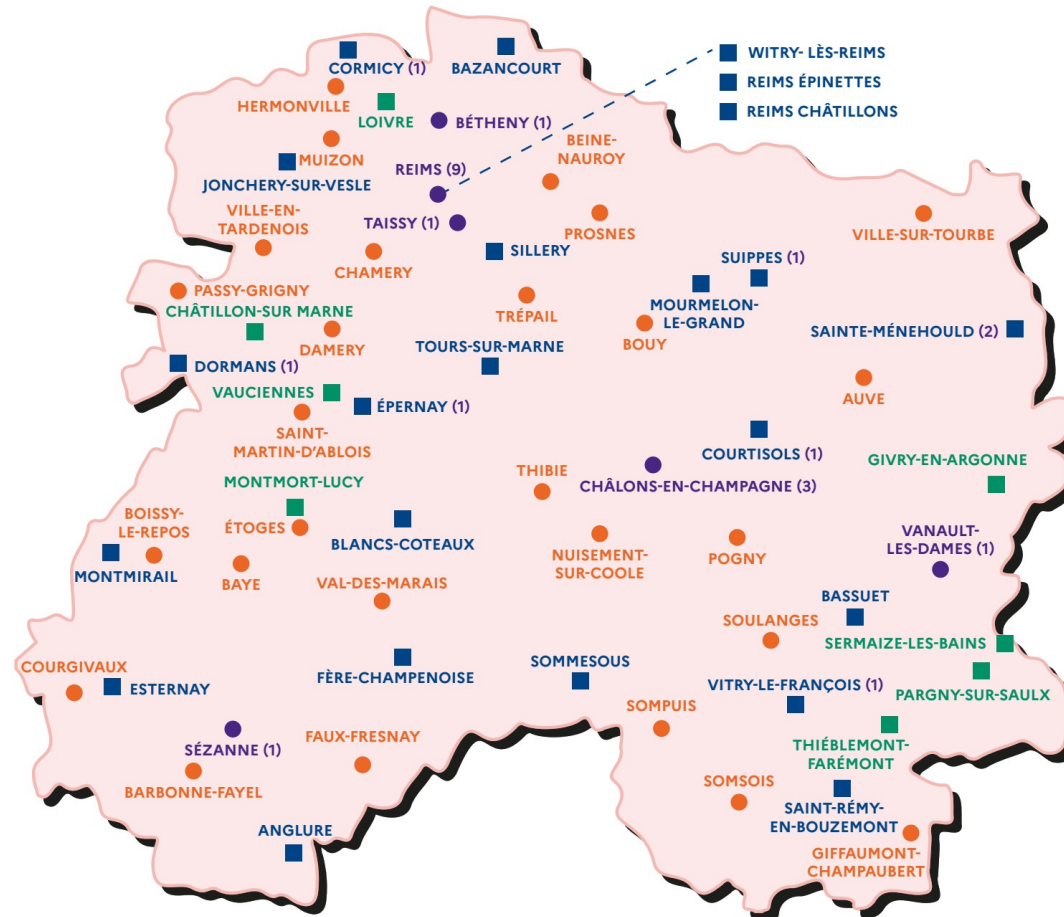 WITRY- LÈS-REIMS
REIMS ÉPINETTES
REIMS CHÂTILLONS
CORMICY (1)
BAZANCOURT
HERMONVILLE
LOIVRE
BÉTHENY (1)
MUIZON
BEINE-
NAUROY
REIMS (9)
JONCHERY-SUR-VESLE
VILLE-EN-
TARDENOIS
TAISSY (1)
PROSNES
VILLE-SUR-TOURBE
CHAMERY
SILLERY
SUIPPES (1)
PASSY-GRIGNY
CHÂTILLON-SUR MARNE
TRÉPAIL
MOURMELON-
LE-GRAND
SAINTE-MÉNEHOULD (2)
DAMERY
TOURS-SUR-MARNE
BOUY
DORMANS (1)
VAUCIENNES
ÉPERNAY (1)
AUVE
SAINT-
MARTIN-D'ABLOIS
COURTISOLS (1)
GIVRY-EN-ARGONNE
THIBIE
CHÂLONS-EN-CHAMPAGNE (3)
MONTMORT-LUCY
BOISSY-
LE-REPOS
ÉTOGES
BLANCS-COTEAUX
VANAULT-
LES-DAMES (1)
NUISEMENT-
SUR-COOLE
POGNY
MONTMIRAIL
BAYE
VAL-DES-MARAIS
BASSUET
SOULANGES
SERMAIZE-LES-BAINS
COURGIVAUX
ESTERNAY
FÈRE-CHAMPENOISE
SOMMESOUS
VITRY-LE-FRANÇOIS (1)
PARGNY-SUR-SAULX
SOMPUIS
SÉZANNE (1)
FAUX-FRESNAY
THIÉBLEMONT-
FARÉMONT
BARBONNE-FAYEL
SOMSOIS
SAINT-RÉMY-
EN-BOUZEMONT
ANGLURE
GIFFAUMONT-
CHAMPAUBERT